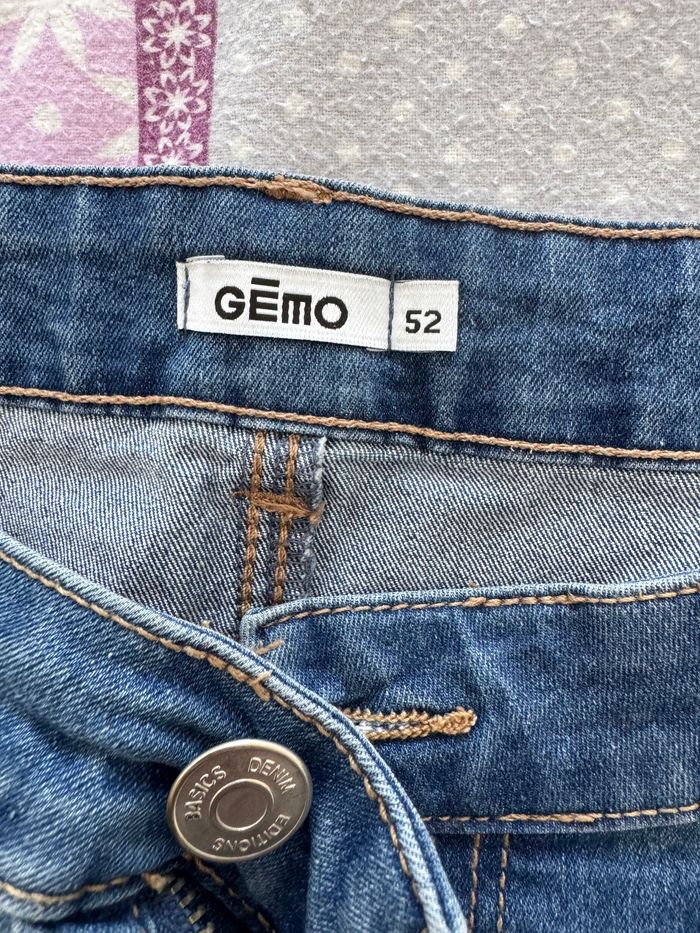 GĒMO
52
BASICS DENIM
EDITIONS